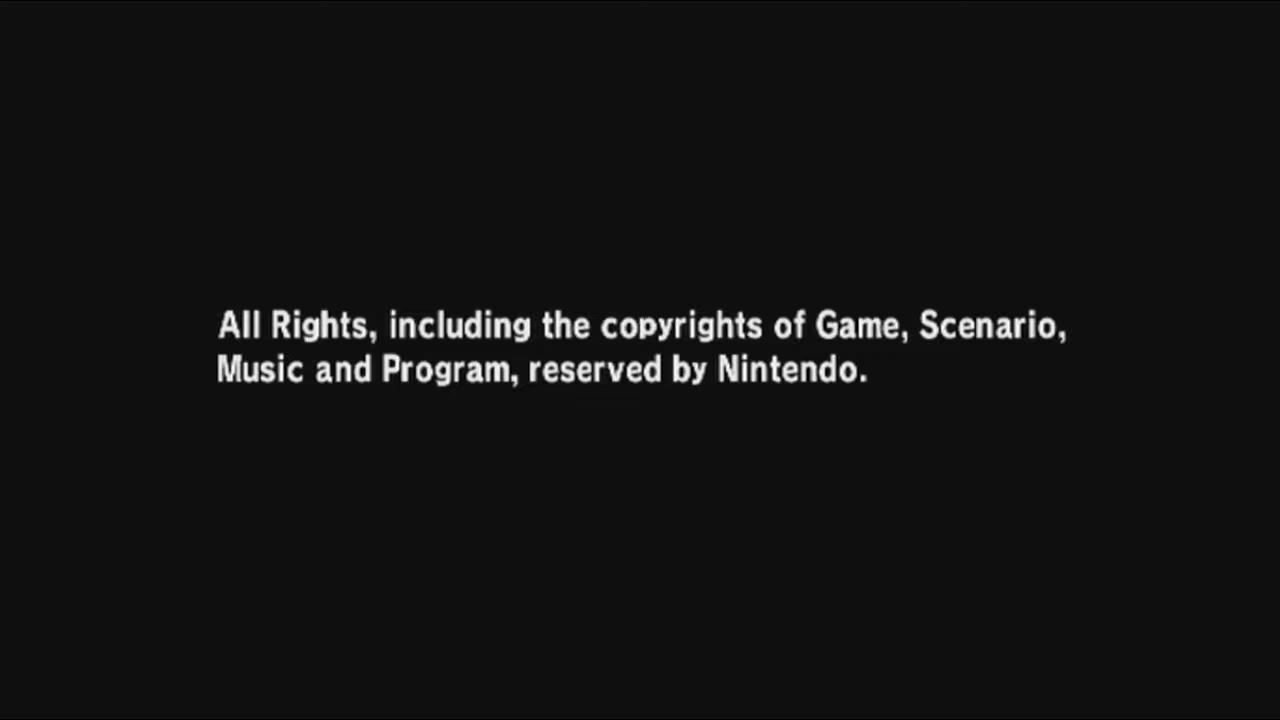 All Rights, including the copyrights of Game, Scenario,
Music and Program, reserved by Nintendo.